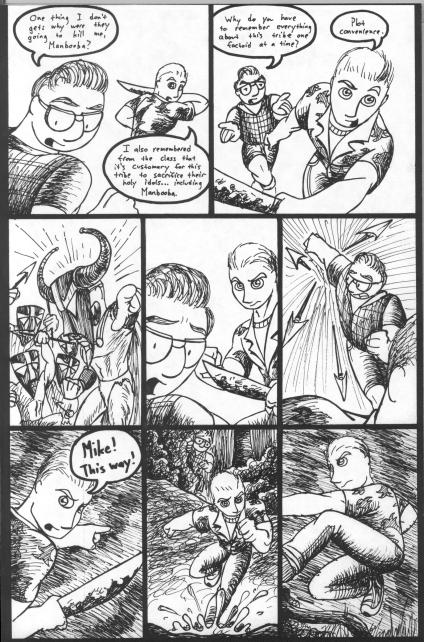 One thing I don't
gets why were they
going to kill me,
Manbooba?
I also remembered
from the class that
it's customary for this
tribe to sacrifice their
holy idols... including
Manbooba.
Why do you have
to remember everything
about this tribe one
factoid at a time?
Plot
convenience.
Mike!
This way!